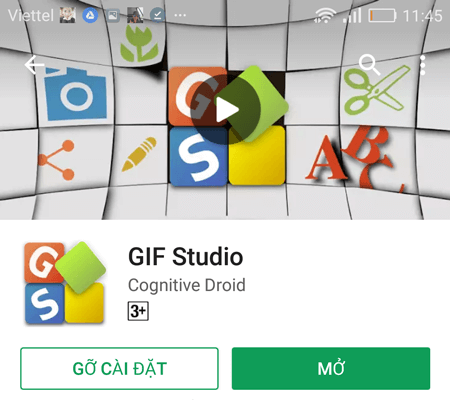 Viettel ... 11:45
G
S
A B C
GIF Studio
G
S
Cognitive Droid
3+
GỠ CÀI ĐẶT MỞ